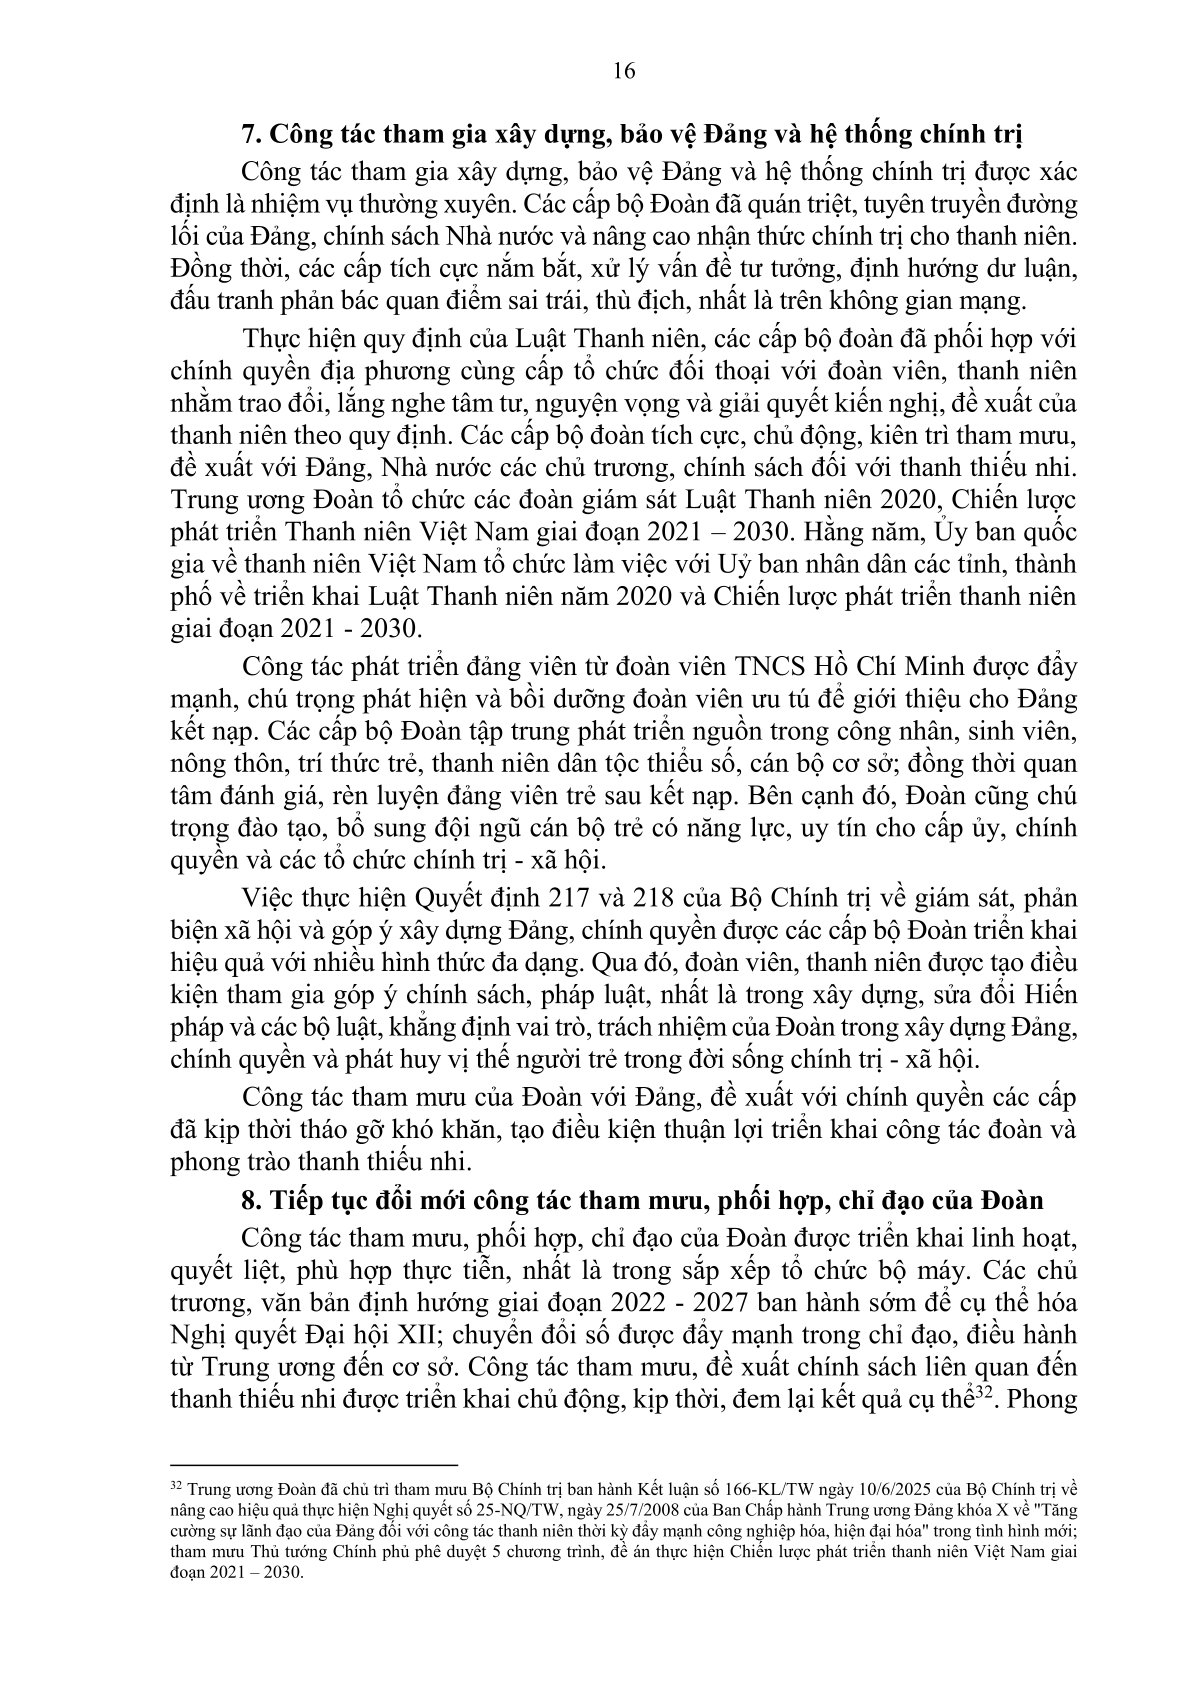 16
7. Công tác tham gia xây dựng, bảo vệ Đảng và hệ thống chính trị
Công tác tham gia xây dựng, bảo vệ Đảng và hệ thống chính trị được xác
định là nhiệm vụ thường xuyên. Các cấp bộ Đoàn đã quán triệt, tuyên truyền đường
lối của Đảng, chính sách Nhà nước và nâng cao nhận thức chính trị cho thanh niên.
Đồng thời, các cấp tích cực nắm bắt, xử lý vấn đề tư tưởng, định hướng dư luận,
đấu tranh phản bác quan điểm sai trái, thù địch, nhất là trên không gian mạng.
Thực hiện quy định của Luật Thanh niên, các cấp bộ đoàn đã phối hợp với
chính quyền địa phương cùng cấp tổ chức đối thoại với đoàn viên, thanh niên
nhằm trao đổi, lắng nghe tâm tư, nguyện vọng và giải quyết kiến nghị, đề xuất của
thanh niên theo quy định. Các cấp bộ đoàn tích cực, chủ động, kiên trì tham mưu,
đề xuất với Đảng, Nhà nước các chủ trương, chính sách đối với thanh thiếu nhi.
Trung ương Đoàn tổ chức các đoàn giám sát Luật Thanh niên 2020, Chiến lược
phát triển Thanh niên Việt Nam giai đoạn 2021 – 2030. Hằng năm, Ủy ban quốc
gia về thanh niên Việt Nam tổ chức làm việc với Uỷ ban nhân dân các tỉnh, thành
phố về triển khai Luật Thanh niên năm 2020 và Chiến lược phát triển thanh niên
giai đoạn 2021 - 2030.
Công tác phát triển đảng viên từ đoàn viên TNCS Hồ Chí Minh được đẩy
mạnh, chú trọng phát hiện và bồi dưỡng đoàn viên ưu tú để giới thiệu cho Đảng
kết nạp. Các cấp bộ Đoàn tập trung phát triển nguồn trong công nhân, sinh viên,
nông thôn, trí thức trẻ, thanh niên dân tộc thiểu số, cán bộ cơ sở; đồng thời quan
tâm đánh giá, rèn luyện đảng viên trẻ sau kết nạp. Bên cạnh đó, Đoàn cũng chú
trọng đào tạo, bổ sung đội ngũ cán bộ trẻ có năng lực, uy tín cho cấp ủy, chính
quyền và các tổ chức chính trị - xã hội.
Việc thực hiện Quyết định 217 và 218 của Bộ Chính trị về giám sát, phản
biện xã hội và góp ý xây dựng Đảng, chính quyền được các cấp bộ Đoàn triển khai
hiệu quả với nhiều hình thức đa dạng. Qua đó, đoàn viên, thanh niên được tạo điều
kiện tham gia góp ý chính sách, pháp luật, nhất là trong xây dựng, sửa đổi Hiến
pháp và các bộ luật, khẳng định vai trò, trách nhiệm của Đoàn trong xây dựng Đảng,
chính quyền và phát huy vị thế người trẻ trong đời sống chính trị - xã hội.
Công tác tham mưu của Đoàn với Đảng, đề xuất với chính quyền các cấp
đã kịp thời tháo gỡ khó khăn, tạo điều kiện thuận lợi triển khai công tác đoàn và
phong trào thanh thiếu nhi.
8. Tiếp tục đổi mới công tác tham mưu, phối hợp, chỉ đạo của Đoàn
Công tác tham mưu, phối hợp, chỉ đạo của Đoàn được triển khai linh hoạt,
quyết liệt, phù hợp thực tiễn, nhất là trong sắp xếp tổ chức bộ máy. Các chủ
trương, văn bản định hướng giai đoạn 2022 - 2027 ban hành sớm để cụ thể hóa
Nghị quyết Đại hội XII; chuyển đổi số được đẩy mạnh trong chỉ đạo, điều hành
từ Trung ương đến cơ sở. Công tác tham mưu, đề xuất chính sách liên quan đến
thanh thiếu nhi được triển khai chủ động, kịp thời, đem lại kết quả cụ thể32. Phong
32 Trung ương Đoàn đã chủ trì tham mưu Bộ Chính trị ban hành Kết luận số 166-KL/TW ngày 10/6/2025 của Bộ Chính trị về
nâng cao hiệu quả thực hiện Nghị quyết số 25-NQ/TW, ngày 25/7/2008 của Ban Chấp hành Trung ương Đảng khóa X về "Tăng
cường sự lãnh đạo của Đảng đối với công tác thanh niên thời kỳ đẩy mạnh công nghiệp hóa, hiện đại hóa" trong tình hình mới;
tham mưu Thủ tướng Chính phủ phê duyệt 5 chương trình, đề án thực hiện Chiến lược phát triển thanh niên Việt Nam giai
đoạn 2021 – 2030.